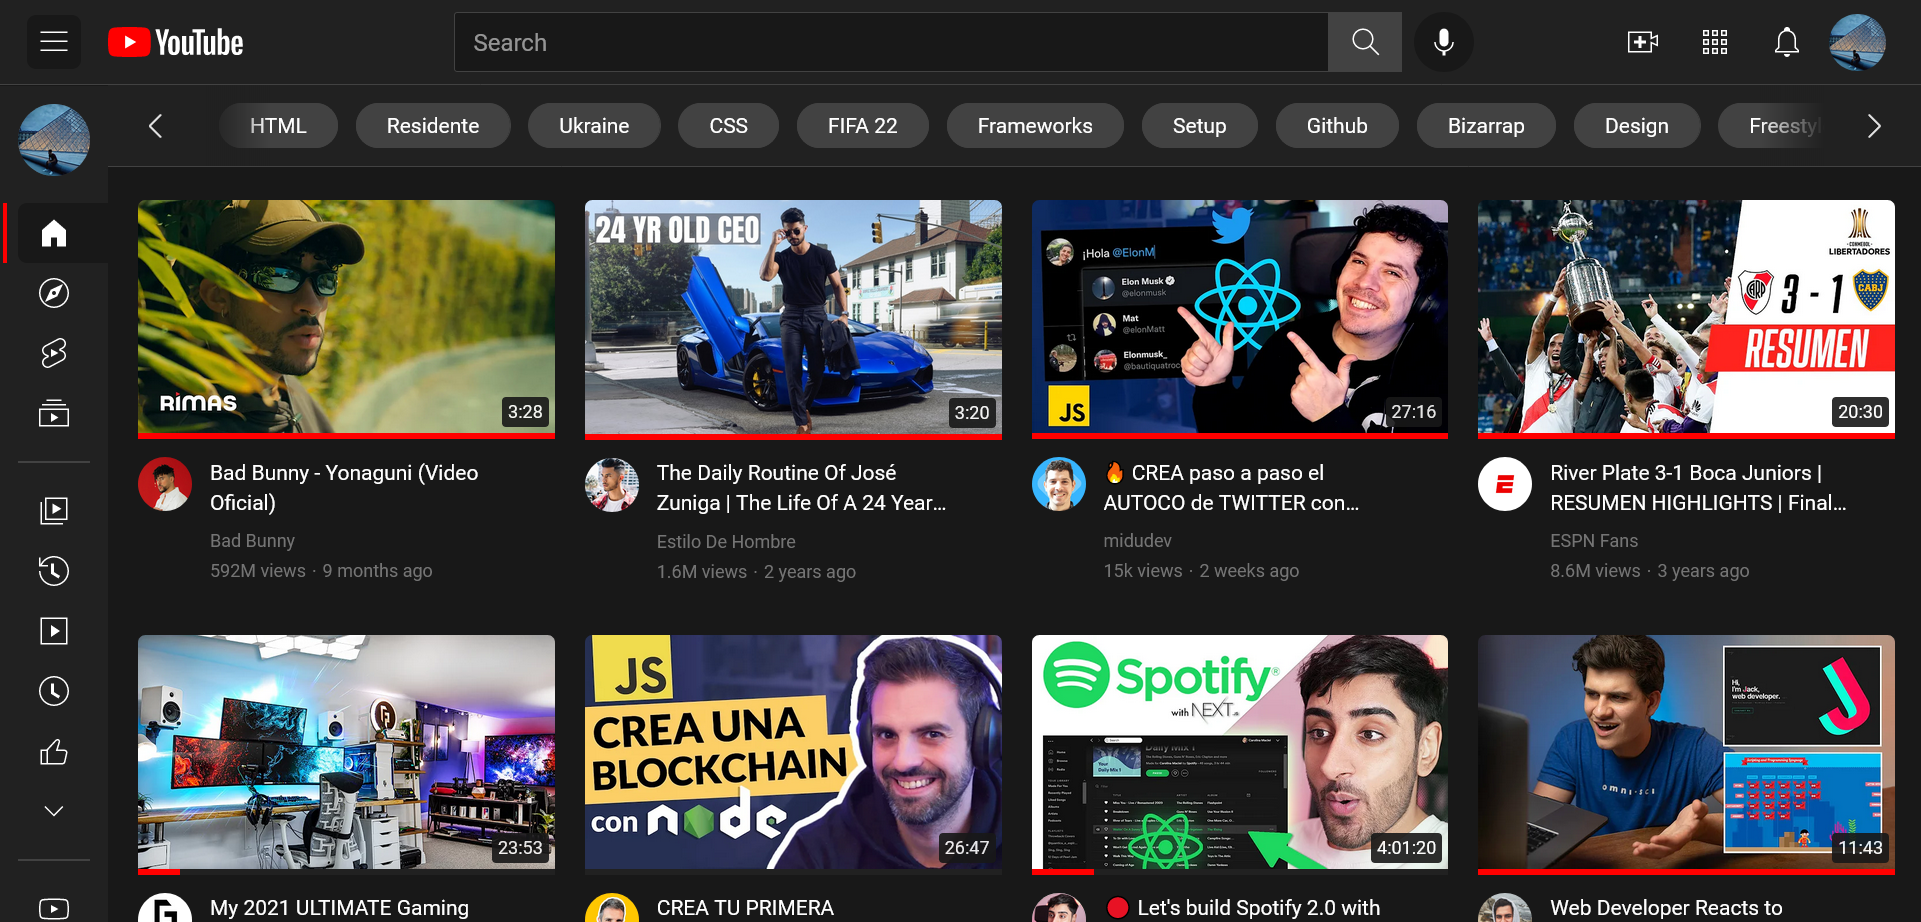 YouTube
Search
HTML
Residente
Ukraine
CSS
FIFA 22
Frameworks
Setup
Github
Bizarrap
Design
Freestyl
RIMAS
3:28
24 YR OLD CEO
3:20
¡Hola @ElonM
Elon Musk
@elonmusk
Mat
@elonMatt
Elonmusk_
@bautiquatroc
JS
27:16
CONMEBOL
LIBERTADORES
CABJ
3 - 1
RESUMEN
20:30
Bad Bunny - Yonaguni (Video
Oficial)
Bad Bunny
592M views · 9 months ago
The Daily Routine Of José
Zuniga | The Life Of A 24 Year...
Estilo De Hombre
1.6M views · 2 years ago
🔥 CREA paso a paso el
AUTOCO de TWITTER con...
midudev
15k views · 2 weeks ago
River Plate 3-1 Boca Juniors |
RESUMEN HIGHLIGHTS | Final...
ESPN Fans
8.6M views · 3 years ago
23:53
JS
CREA UNA
BLOCKCHAIN
con node
26:47
Spotify
with NEXT
Daily Mix 1
4:01:20
Hi,
I'm Jack,
web developer.
OMNI-SCI
11:43
My 2021 ULTIMATE Gaming
CREA TU PRIMERA
🔴 Let's build Spotify 2.0 with
Web Developer Reacts to